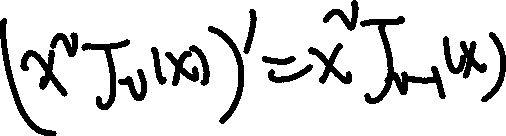 (x^ν J_ν(x))' = x^ν J_{ν-1}(x)